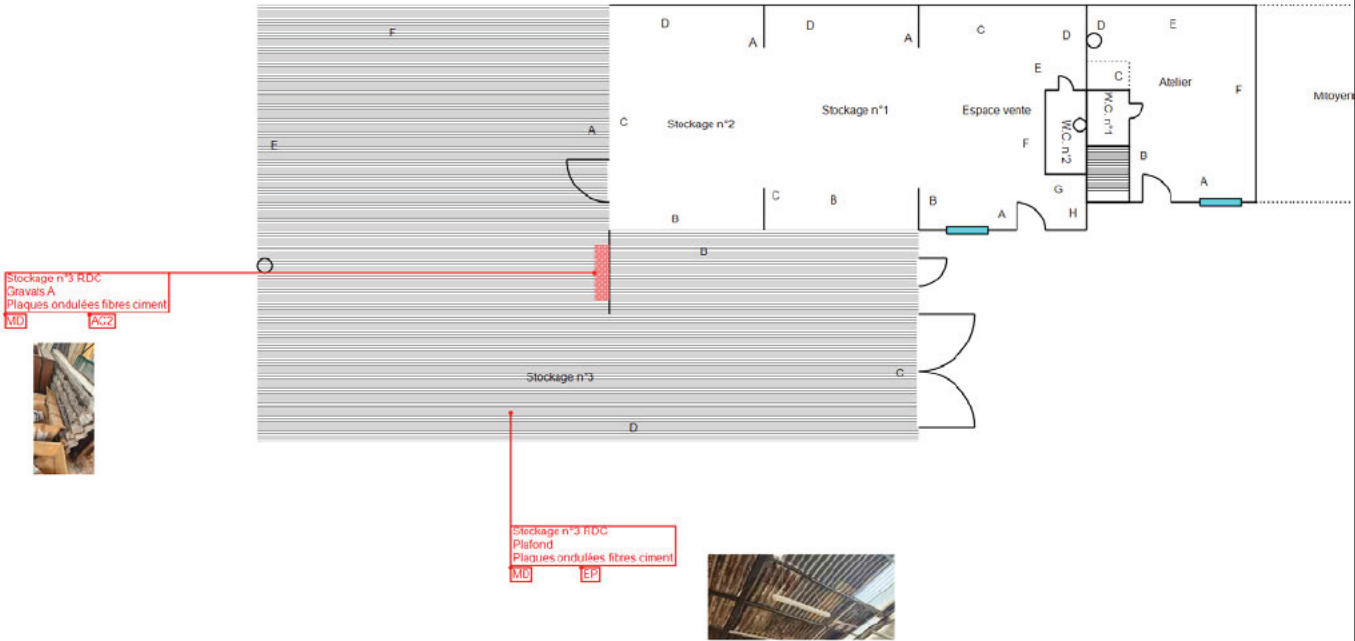 F
D
D
C
D
D
E
A
A
E
C
Atelier
F
Mitoyen
Stockage n°2
Stockage n°1
Espace vente
W.C. n°1
W.C. n°2
C
A
E
F
B
C
B
G
A
B
B
A
H
B
Stockage n°3 RDC
Gravais A
Plaques ondulées fibres ciment
MD
AC2
Stockage n°3
C
D
Stockage n°3 RDC
Plafond
Plaques ondulées fibres ciment
MD
EP